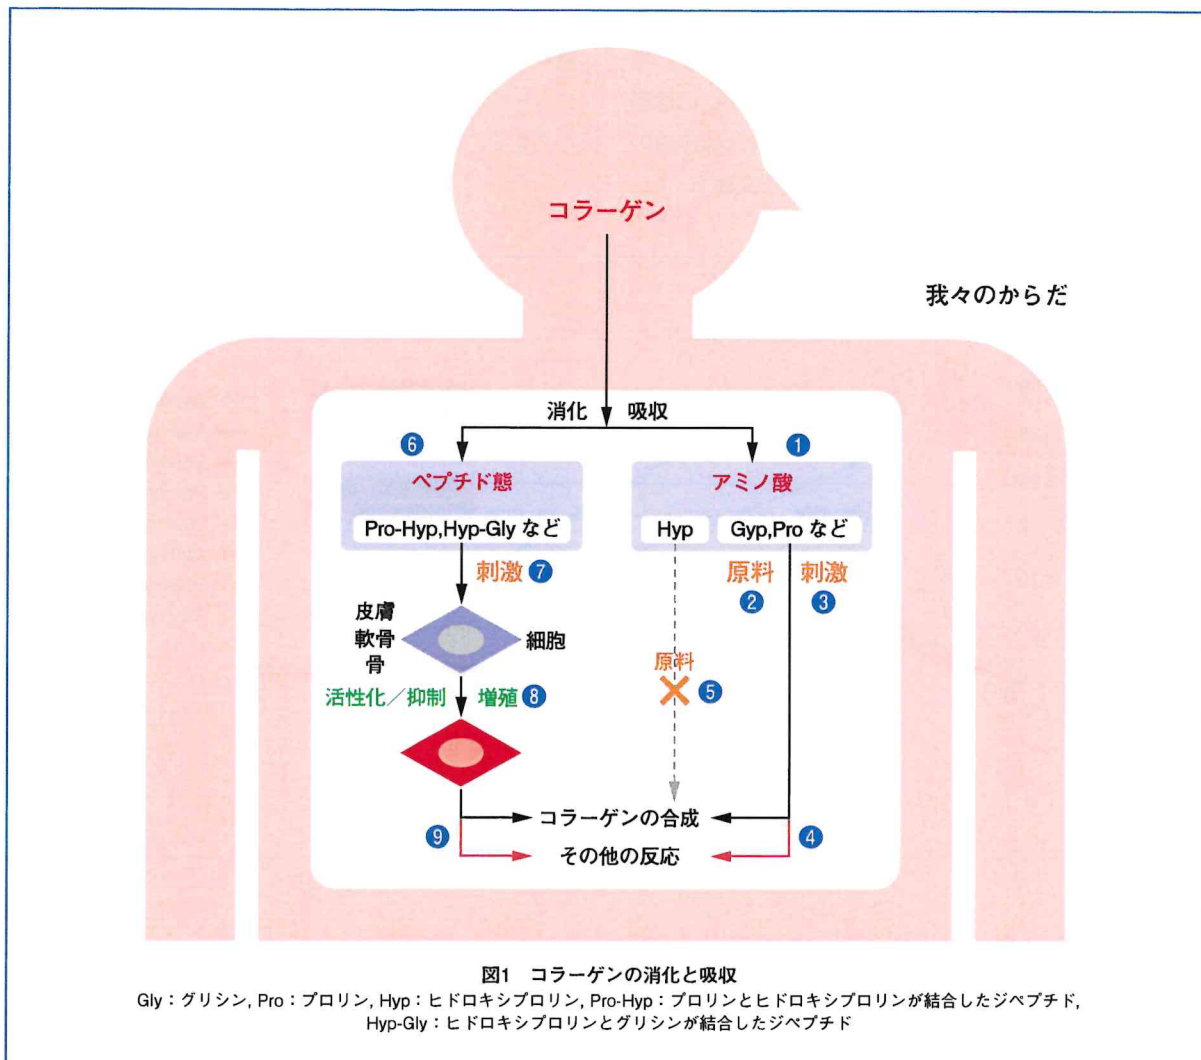 コラーゲン
我々のからだ
消化 吸収
6 1
ペプチド態 アミノ酸
Pro-Hyp,Hyp-Gly など Hyp Gyp,Pro など
刺激 7 原料 刺激
2 3
皮膚
軟骨 細胞
骨
原料
5
活性化/抑制 増殖 8
コラーゲンの合成
9 4
その他の反応
図1 コラーゲンの消化と吸収
Gly:グリシン, Pro:プロリン, Hyp:ヒドロキシプロリン, Pro-Hyp:プロリンとヒドロキシプロリンが結合したジペプチド,
Hyp-Gly:ヒドロキシプロリンとグリシンが結合したジペプチド